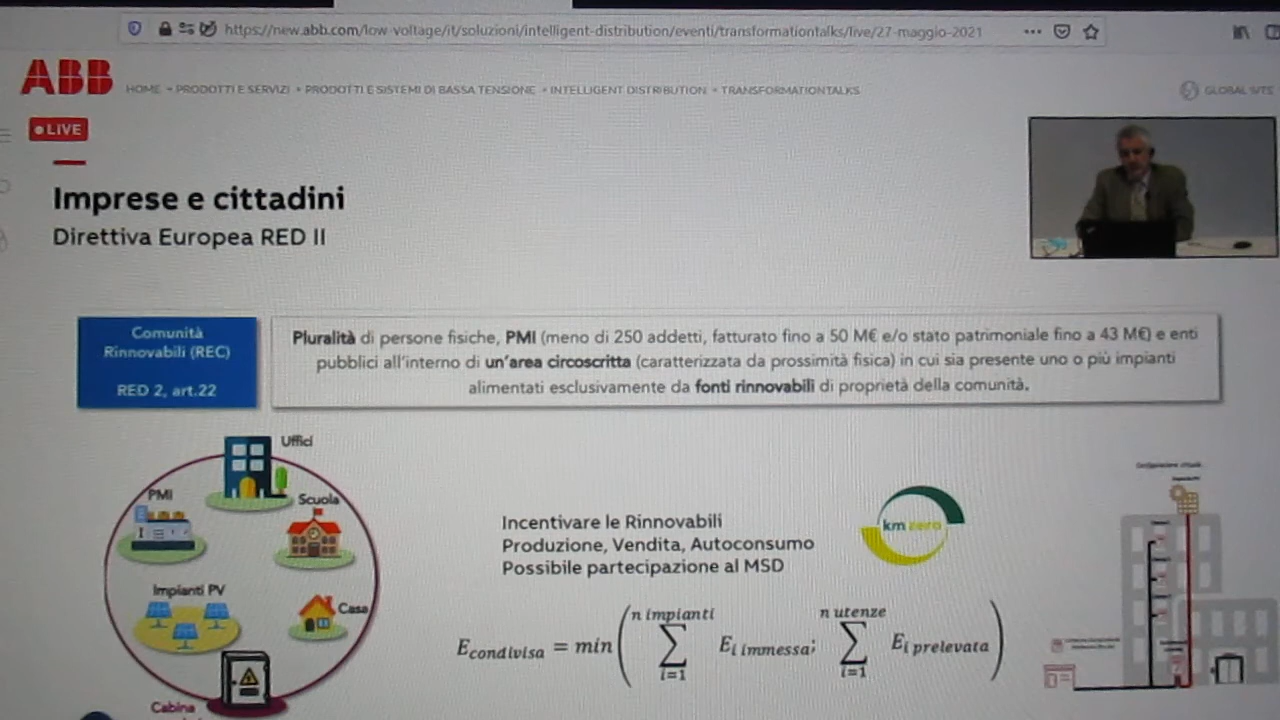 https://new.abb.com/low-voltage/it/soluzioni/intelligent-distribution/eventi/transformationtalks/live/27-maggio-2021
ABB
HOME • PRODOTTI E SERVIZI • PRODOTTI E SISTEMI DI BASSA TENSIONE • INTELLIGENT DISTRIBUTION • TRANSFORMATIONTALKS
GLOBAL SITE
LIVE
Imprese e cittadini
Direttiva Europea RED II
Comunità
Rinnovabili (REC)
RED 2, art.22
Pluralità di persone fisiche, PMI (meno di 250 addetti, fatturato fino a 50 M€ e/o stato patrimoniale fino a 43 M€) e enti
pubblici all'interno di un'area circoscritta (caratterizzata da prossimità fisica) in cui sia presente uno o più impianti
alimentati esclusivamente da fonti rinnovabili di proprietà della comunità.
Uffici
PMI
Scuola
Impianti PV
Casa
Cabina
Incentivare le Rinnovabili
Produzione, Vendita, Autoconsumo
Possibile partecipazione al MSD
km zero
E condivisa = min ( n impianti ∑ i=1 E i immessa; n utenze ∑ i=1 E i prelevata )